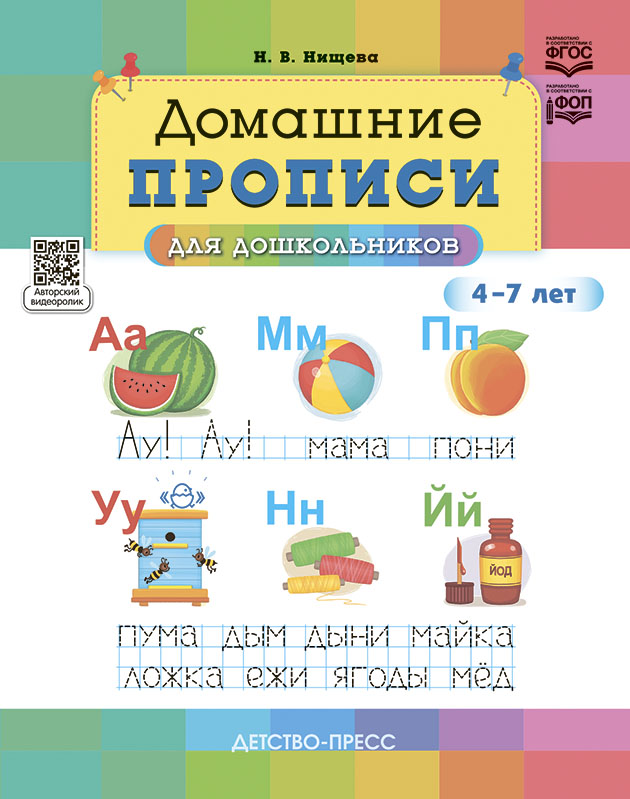 Н. В. Нищева
РАЗРАБОТАНО
В СООТВЕТСТВИИ С
ФГОС
РАЗРАБОТАНО
В СООТВЕТСТВИИ С
ФОП
Домашние
ПРОПИСИ
ДЛЯ ДОШКОЛЬНИКОВ
Авторский
видеоролик
4–7 лет
Аа Мм Пп
Ау! Ау! мама пони
Уу Нн Йй
ЙОД
пума дым дыни майка
ложка ежи ягоды мёд
ДЕТСТВО-ПРЕСС